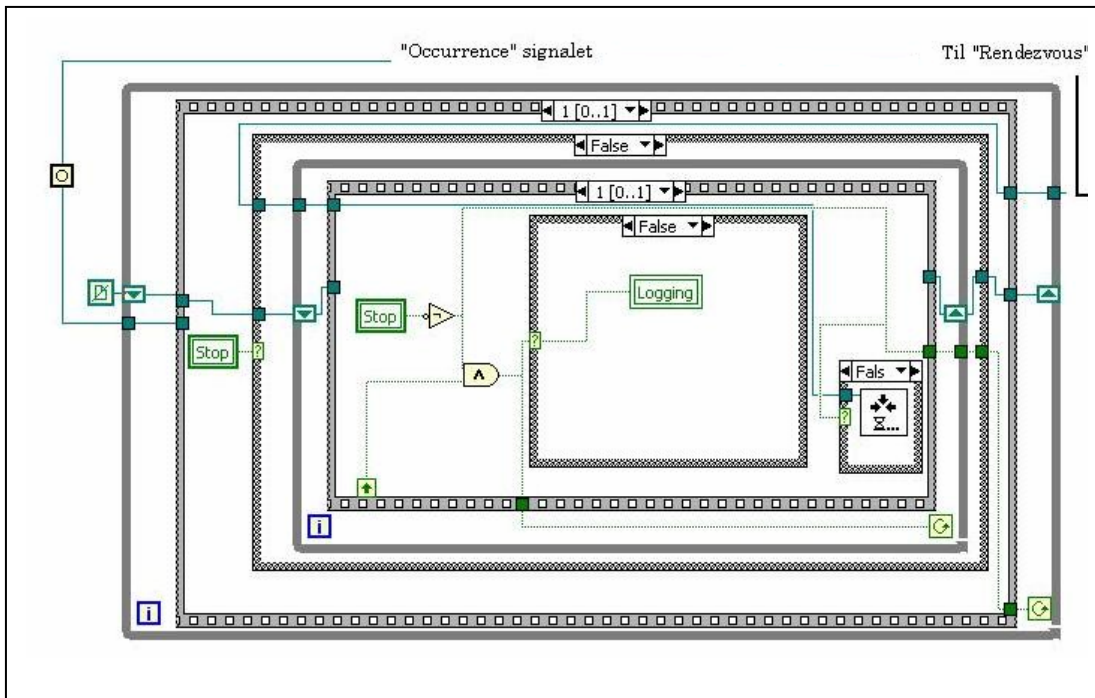 "Occurrence" signalet
Til "Rendezvous"
1 [0..1]
False
1 [0..1]
False
Logging
Stop
Stop
?
?
Fals
?
i
i